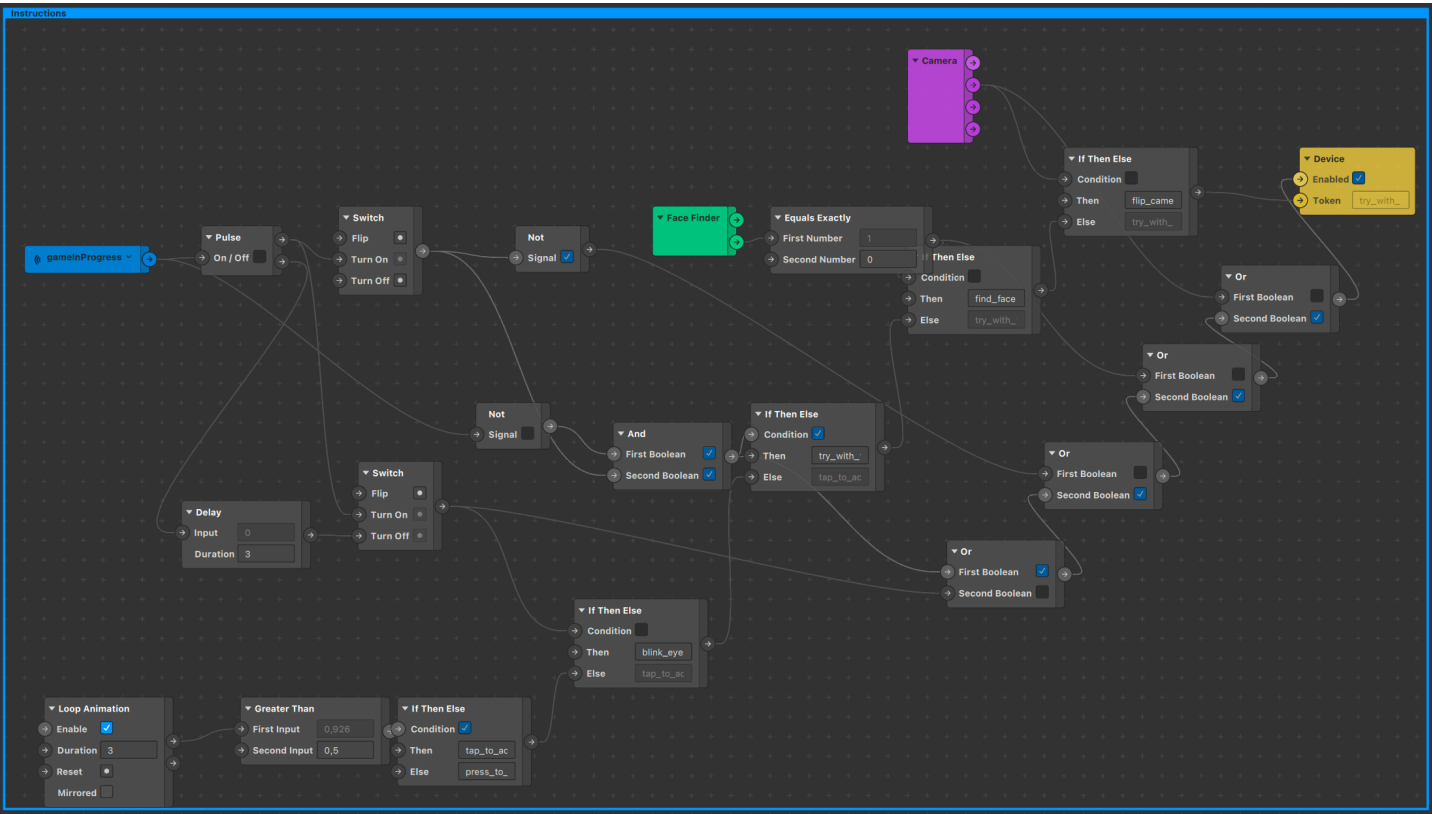 Instructions
Camera
If Then Else
Condition
Then flip_came
Else try_with_
Device
Enabled
Token try_with_
Switch
Flip
Turn On
Turn Off
Face Finder
Equals Exactly
First Number 1
Second Number 0
Pulse
On / Off
Not
Signal
gameInProgress
If Then Else
Condition
Then find_face
Else try_with_
Or
First Boolean
Second Boolean
Or
First Boolean
Second Boolean
Not
Signal
And
First Boolean
Second Boolean
If Then Else
Condition
Then try_with_
Else tap_to_ac
Or
First Boolean
Second Boolean
Switch
Flip
Turn On
Turn Off
Delay
Input 0
Duration 3
Or
First Boolean
Second Boolean
If Then Else
Condition
Then blink_eye
Else tap_to_ac
Loop Animation
Enable
Duration 3
Reset
Mirrored
Greater Than
First Input 0,926
Second Input 0,5
If Then Else
Condition
Then tap_to_ac
Else press_to_